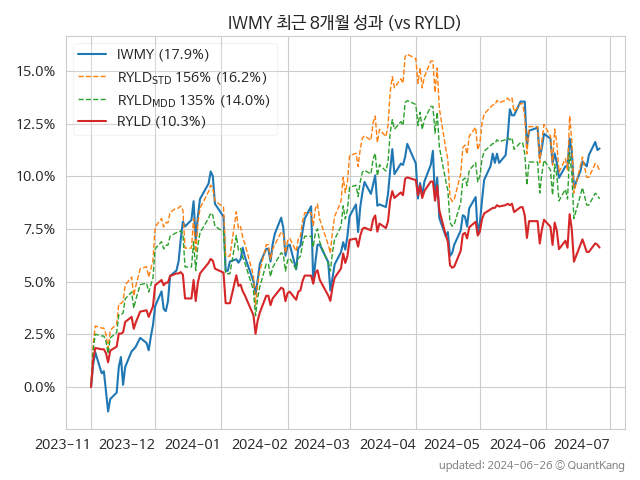 IWMY 최근 8개월 성과 (vs RYLD)
IWMY (17.9%)
RYLD_STD 156% (16.2%)
RYLD_MDD 135% (14.0%)
RYLD (10.3%)
15.0%
12.5%
10.0%
7.5%
5.0%
2.5%
0.0%
2023-11 2023-12 2024-01 2024-02 2024-03 2024-04 2024-05 2024-06 2024-07
updated: 2024-06-26 © QuantKang